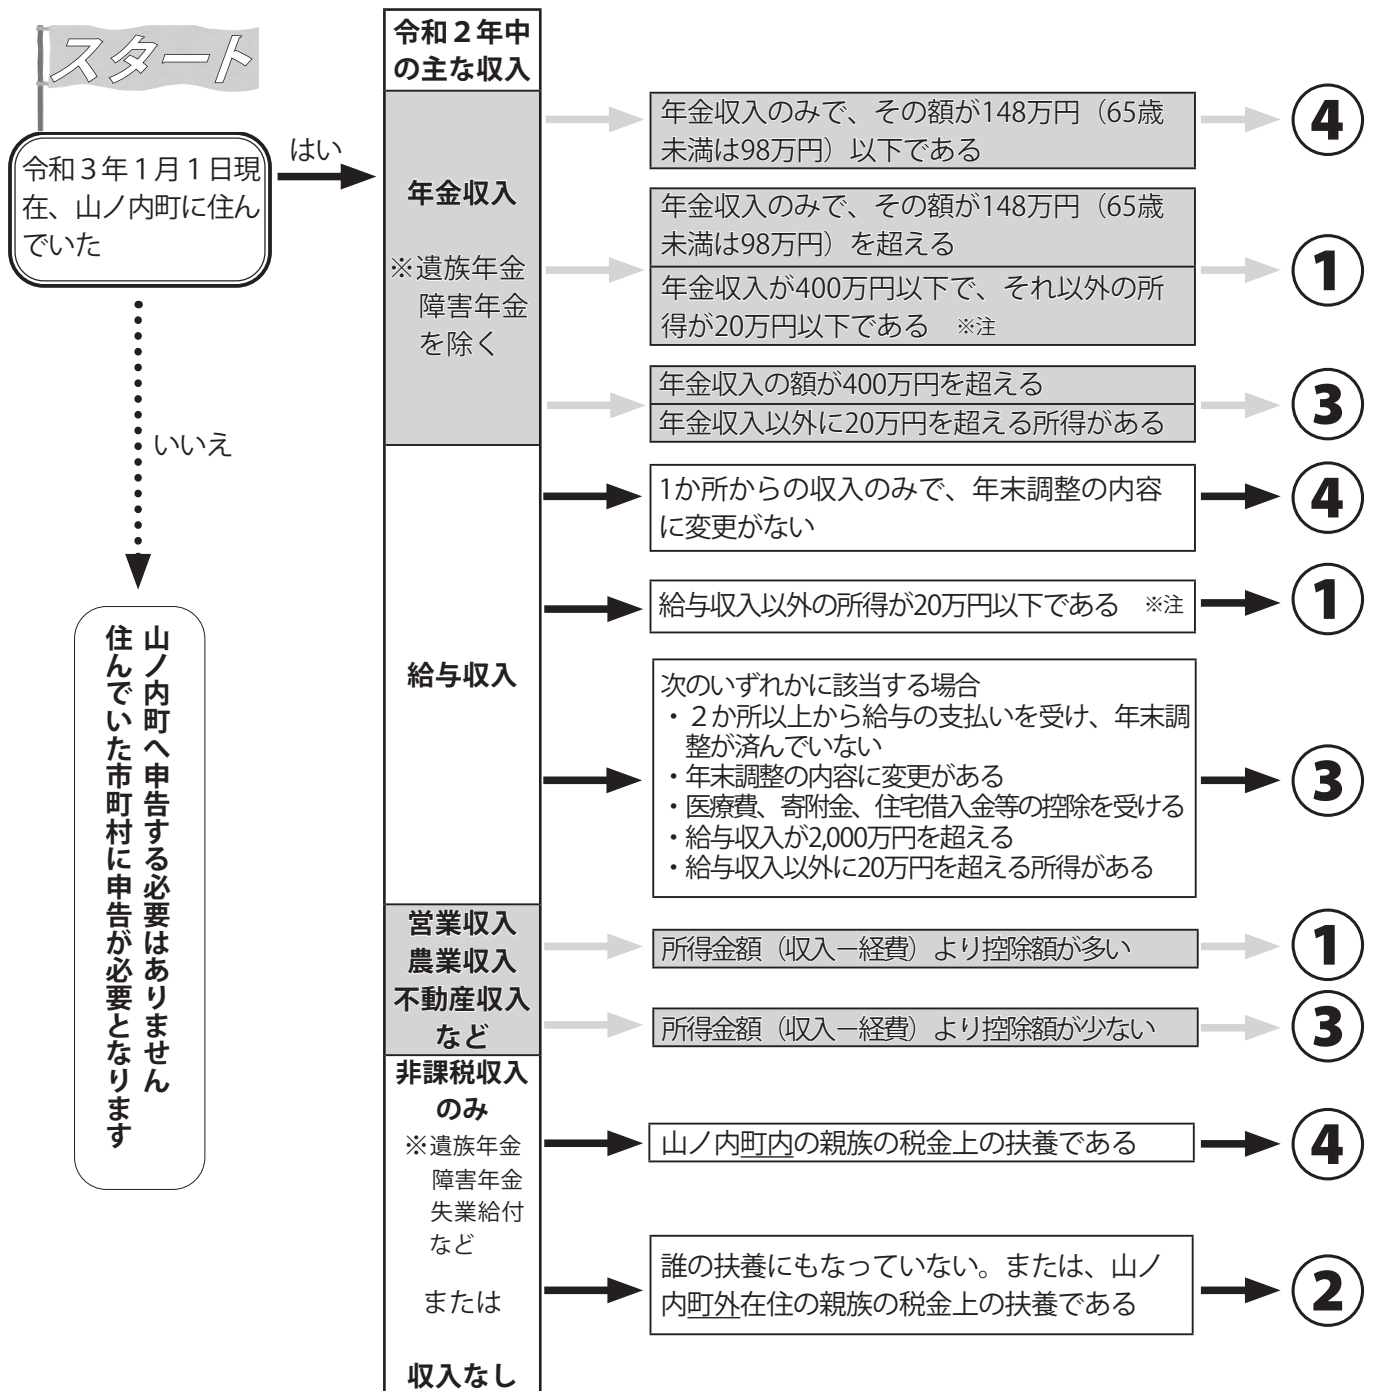 スタート
令和３年１月１日現
在、山ノ内町に住ん
でいた
はい
いいえ
山ノ内町へ申告する必要はありません
住んでいた市町村に申告が必要となります
令和２年中
の主な収入
年金収入
※遺族年金
障害年金
を除く
年金収入のみで、その額が148万円（65歳
未満は98万円）以下である
④
年金収入のみで、その額が148万円（65歳
未満は98万円）を超える
年金収入が400万円以下で、それ以外の所
得が20万円以下である　※注
①
年金収入の額が400万円を超える
年金収入以外に20万円を超える所得がある
③
給与収入
1か所からの収入のみで、年末調整の内容
に変更がない
④
給与収入以外の所得が20万円以下である　※注
①
次のいずれかに該当する場合
・２か所以上から給与の支払いを受け、年末調
整が済んでいない
・年末調整の内容に変更がある
・医療費、寄附金、住宅借入金等の控除を受ける
・給与収入が2,000万円を超える
・給与収入以外に20万円を超える所得がある
③
営業収入
農業収入
不動産収入
など
所得金額（収入－経費）より控除額が多い
①
所得金額（収入－経費）より控除額が少ない
③
非課税収入
のみ
※遺族年金
障害年金
失業給付
など
または
収入なし
山ノ内町内の親族の税金上の扶養である
④
誰の扶養にもなっていない。または、山ノ
内町外在住の親族の税金上の扶養である
②